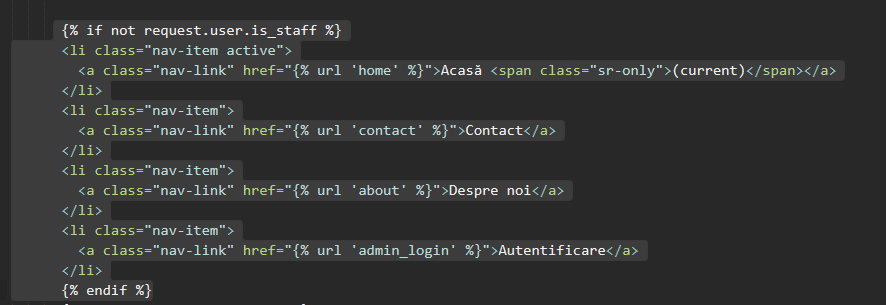 {% if not request.user.is_staff %}
<li class="nav-item active">
<a class="nav-link" href="{% url 'home' %}">Acasă <span class="sr-only">(current)</span></a>
</li>
<li class="nav-item">
<a class="nav-link" href="{% url 'contact' %}">Contact</a>
</li>
<li class="nav-item">
<a class="nav-link" href="{% url 'about' %}">Despre noi</a>
</li>
<li class="nav-item">
<a class="nav-link" href="{% url 'admin_login' %}">Autentificare</a>
</li>
{% endif %}